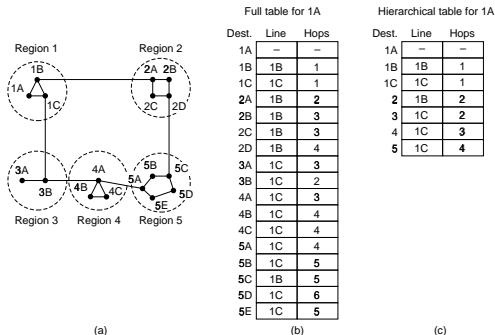 Region 1
Region 2
1B
2A 2B
1A
1C
2C 2D
3A
4A
5B 5C
5A
3B
4B 4C
5D
5E
Region 3 Region 4 Region 5
(a)
Full table for 1A
Dest. Line Hops
1A – –
1B 1B 1
1C 1C 1
2A 1B 2
2B 1B 3
2C 1B 3
2D 1B 4
3A 1C 3
3B 1C 2
4A 1C 3
4B 1C 4
4C 1C 4
5A 1C 4
5B 1C 5
5C 1B 5
5D 1C 6
5E 1C 5
(b)
Hierarchical table for 1A
Dest. Line Hops
1A – –
1B 1B 1
1C 1C 1
2 1B 2
3 1C 2
4 1C 3
5 1C 4
(c)